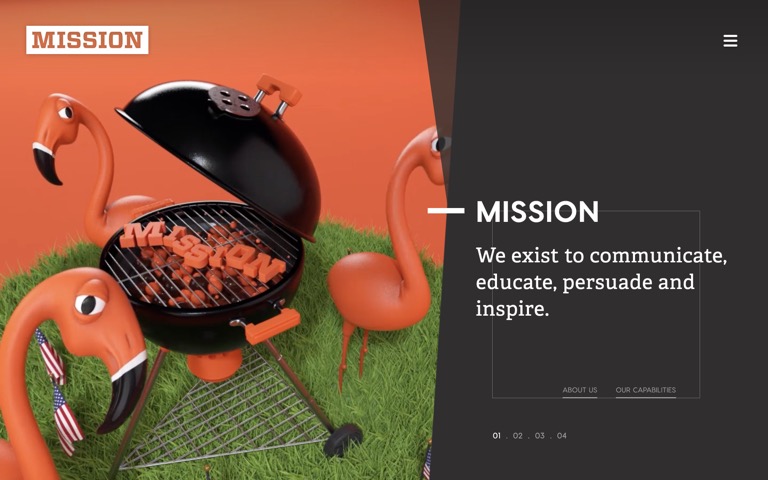 MISSION
MISSION
MISSION
We exist to communicate,
educate, persuade and
inspire.
ABOUT US
OUR CAPABILITIES
01 . 02 . 03 . 04